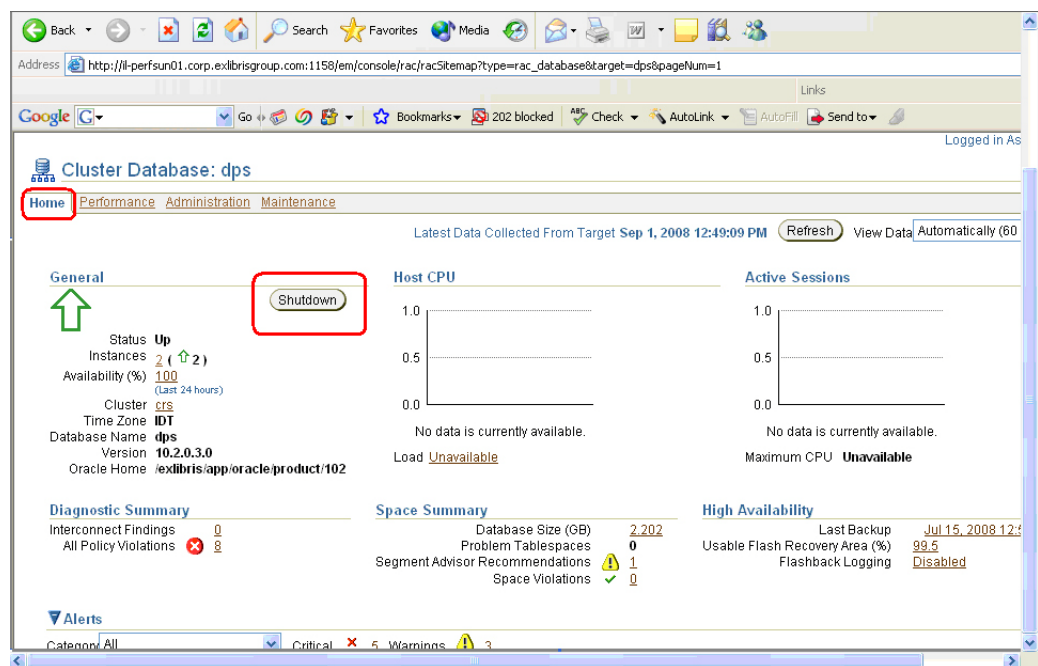 Back Search Favorites Media
Address http://il-perfsun01.corp.exlibrisgroup.com:1158/em/console/rac/racSitemap?type=rac_database&target=dps&pageNum=1
Links
Google G Go 202 blocked Bookmarks Check AutoLink AutoFill Send to
Logged in As
Cluster Database: dps
Home Performance Administration Maintenance
Latest Data Collected From Target Sep 1, 2008 12:49:09 PM Refresh View Data Automatically (60
General
Shutdown
Status Up
Instances 2 ( 2 )
Availability (%) 100
(Last 24 hours)
Cluster crs
Time Zone IDT
Database Name dps
Version 10.2.0.3.0
Oracle Home /exlibris/app/oracle/product/102
Host CPU
1.0
0.5
0.0
No data is currently available.
Load Unavailable
Active Sessions
1.0
0.5
0.0
No data is currently available.
Maximum CPU Unavailable
Diagnostic Summary
Interconnect Findings 0
All Policy Violations 8
Space Summary
Database Size (GB) 2.202
Problem Tablespaces 0
Segment Advisor Recommendations 1
Space Violations 0
High Availability
Last Backup Jul 15, 2008 12:5
Usable Flash Recovery Area (%) 99.5
Flashback Logging Disabled
Alerts
Category All Critical 5 Warnings 3